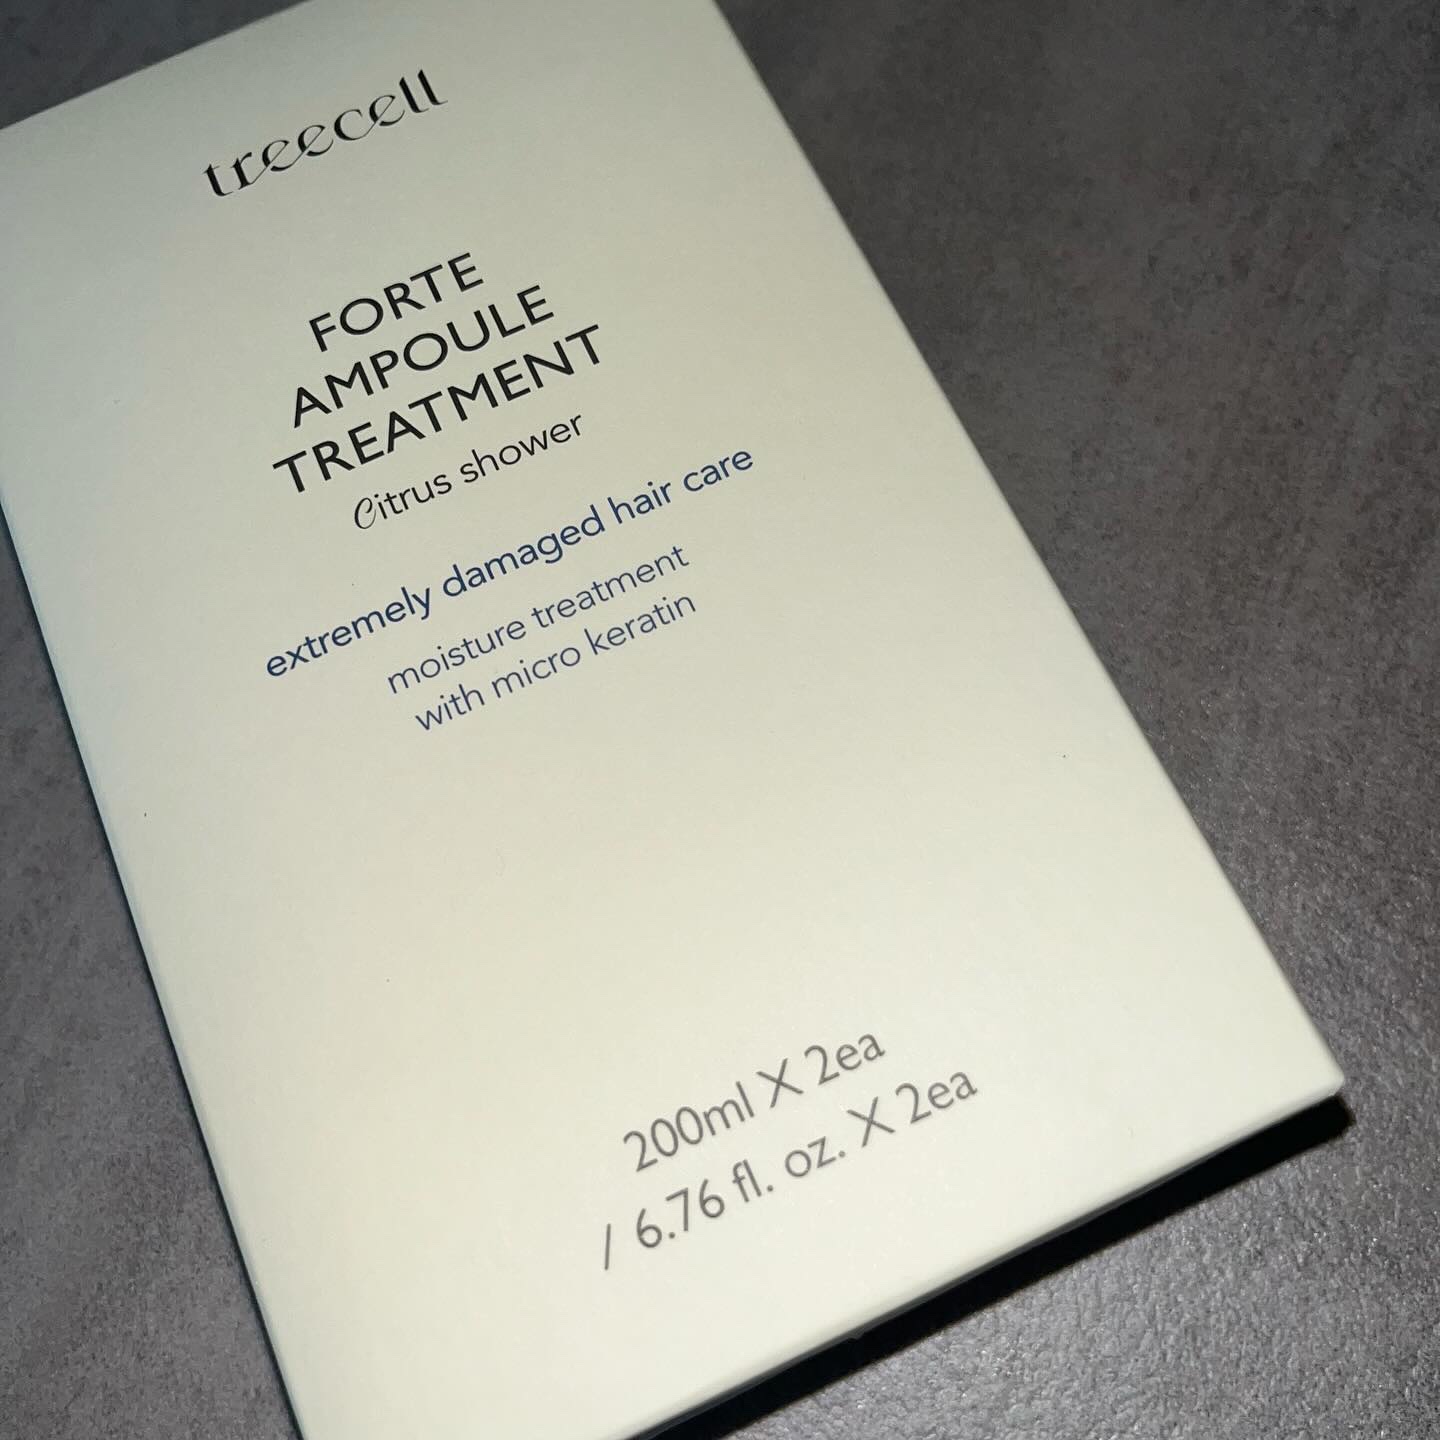 treecell
FORTE
AMPOULE
TREATMENT
Citrus shower
extremely damaged hair care
moisture treatment
with micro keratin
200ml X 2ea
/ 6.76 fl. oz. X 2ea